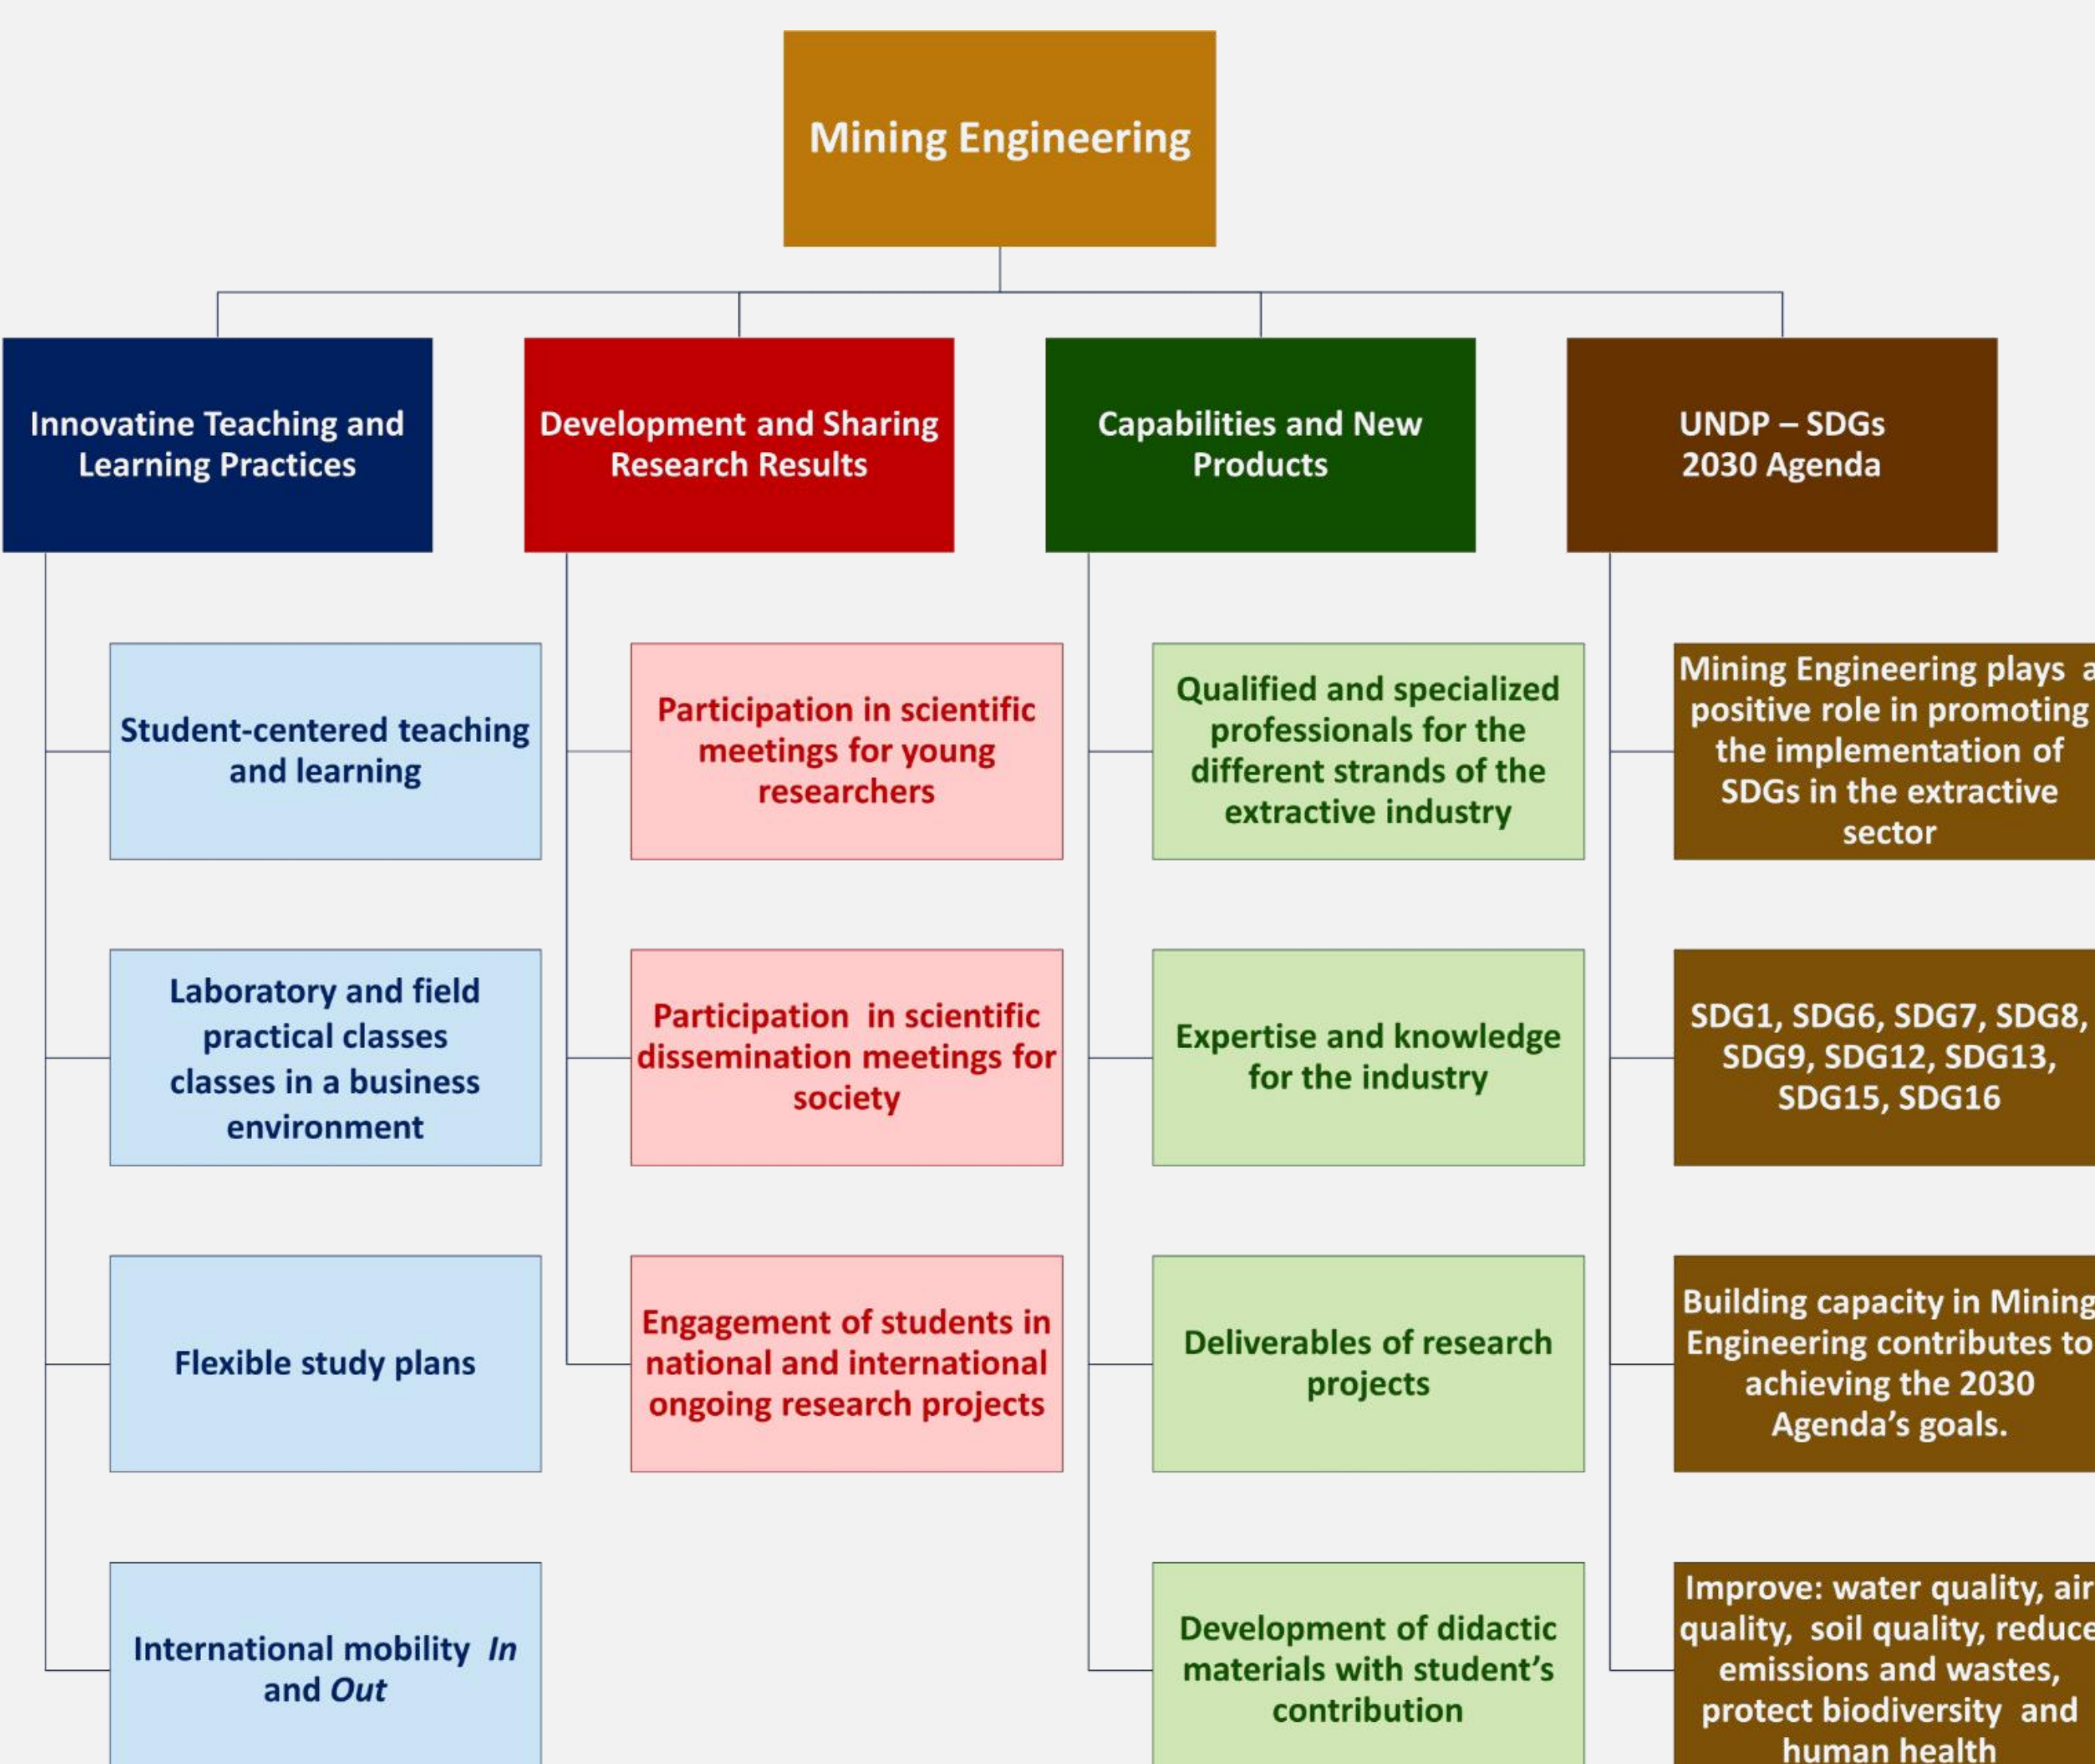 Mining Engineering
Innovatine Teaching and
Learning Practices
Development and Sharing
Research Results
Capabilities and New
Products
UNDP – SDGs
2030 Agenda
Student-centered teaching
and learning
Laboratory and field
practical classes
classes in a business
environment
Flexible study plans
International mobility  In
and Out
Participation in scientific
meetings for young
researchers
Participation  in scientific
dissemination meetings for
society
Engagement of students in
national and international
ongoing research projects
Qualified and specialized
professionals for the
different strands of the
extractive industry
Expertise and knowledge
for the industry
Deliverables of research
projects
Development of didactic
materials with student’s
contribution
Mining Engineering plays  a
positive role in promoting
the implementation of
SDGs in the extractive
sector
SDG1, SDG6, SDG7, SDG8,
SDG9, SDG12, SDG13,
SDG15, SDG16
Building capacity in Mining
Engineering contributes to
achieving the 2030
Agenda’s goals.
Improve: water quality, air
quality,  soil quality, reduce
emissions and wastes,
protect biodiversity  and
human health